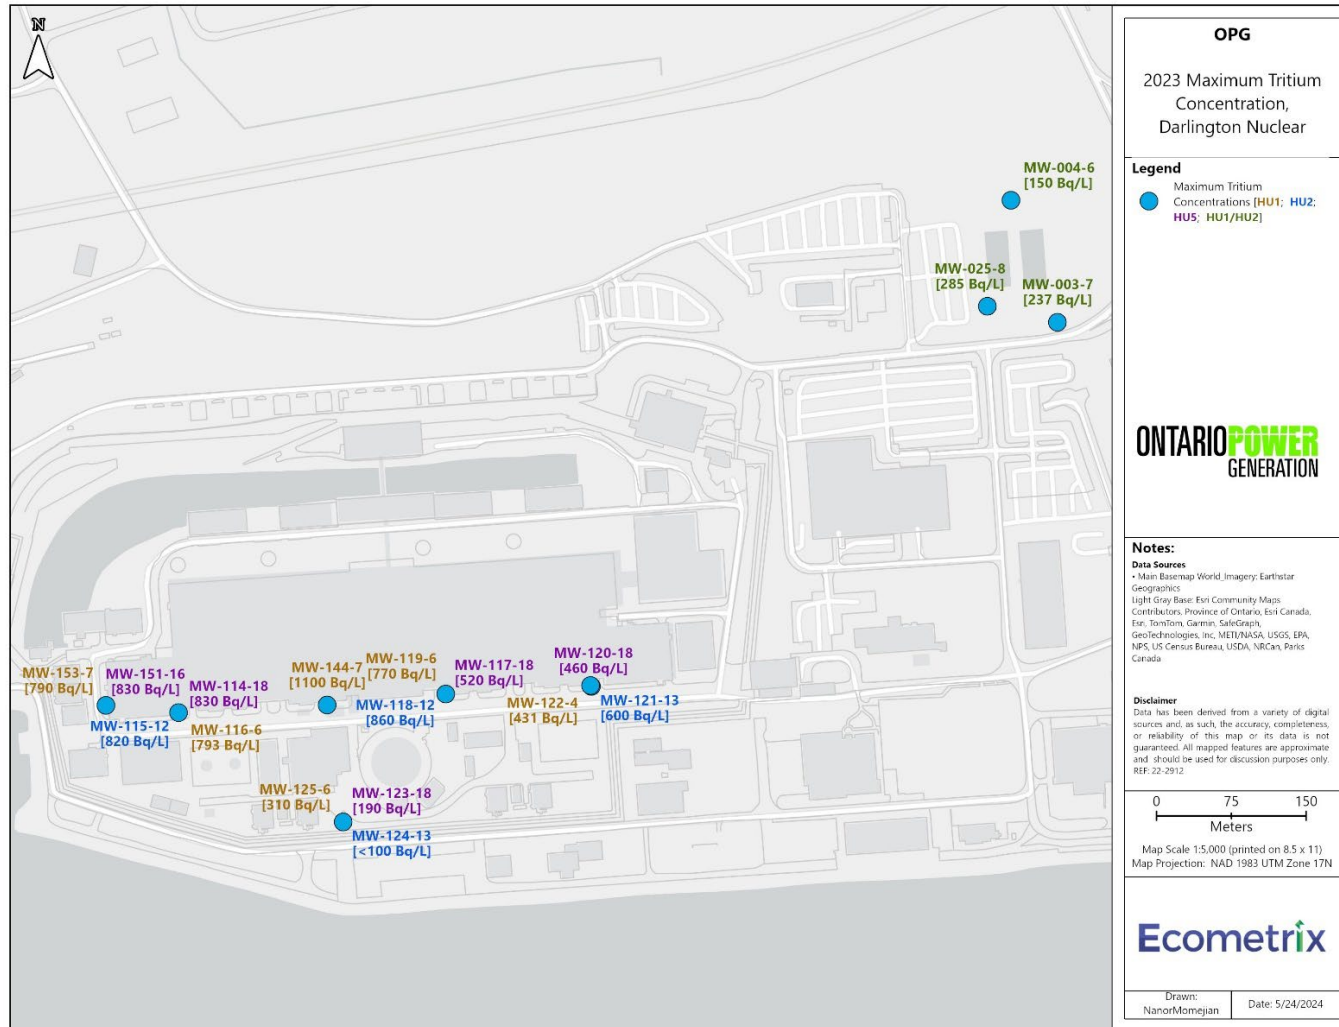 N
MW-004-6
[150 Bq/L]
MW-025-8
[285 Bq/L]
MW-003-7
[237 Bq/L]
MW-153-7
[790 Bq/L]
MW-151-16
[830 Bq/L]
MW-115-12
[820 Bq/L]
MW-114-18
[830 Bq/L]
MW-116-6
[793 Bq/L]
MW-144-7
[1100 Bq/L]
MW-119-6
[770 Bq/L]
MW-118-12
[860 Bq/L]
MW-117-18
[520 Bq/L]
MW-120-18
[460 Bq/L]
MW-122-4
[431 Bq/L]
MW-121-13
[600 Bq/L]
MW-125-6
[310 Bq/L]
MW-123-18
[190 Bq/L]
MW-124-13
[<100 Bq/L]
OPG
2023 Maximum Tritium
Concentration,
Darlington Nuclear
Legend
Maximum Tritium
Concentrations [HU1; HU2;
HU5; HU1/HU2]
ONTARIOPOWER
GENERATION
Notes:
Data Sources
• Main Basemap World_Imagery: Earthstar
Geographics
Light Gray Base: Esri Community Maps
Contributors, Province of Ontario, Esri Canada,
Esri, TomTom, Garmin, SafeGraph,
GeoTechnologies, Inc, METI/NASA, USGS, EPA,
NPS, US Census Bureau, USDA, NRCan, Parks
Canada
Disclaimer
Data has been derived from a variety of digital
sources and, as such, the accuracy, completeness,
or reliability of this map or its data is not
guaranteed. All mapped features are approximate
and should be used for discussion purposes only.
REF: 22-2912
0 75 150
Meters
Map Scale 1:5,000 (printed on 8.5 x 11)
Map Projection: NAD 1983 UTM Zone 17N
Ecometrix
Drawn:
NanorMomejian
Date: 5/24/2024